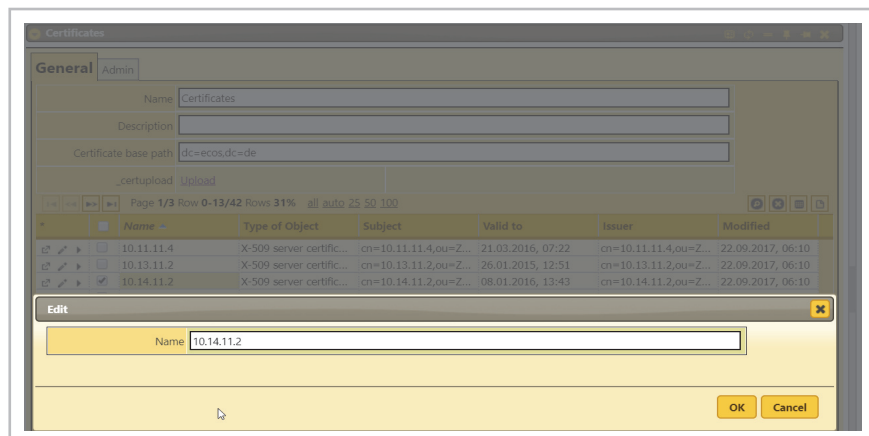 Certificates
General Admin
Name Certificates
Description
Certificate base path dc=ecos,dc=de
_certupload Upload
Page 1/3 Row 0-13/42 Rows 31% all auto 25 50 100
* Name Type of Object Subject Valid to Issuer Modified
10.11.11.4 X-509 server certific... cn=10.11.11.4,ou=Z... 21.03.2016, 07:22 cn=10.11.11.4,ou=Z... 22.09.2017, 06:10
10.13.11.2 X-509 server certific... cn=10.13.11.2,ou=Z... 26.01.2015, 12:51 cn=10.13.11.2,ou=Z... 22.09.2017, 06:10
10.14.11.2 X-509 server certific... cn=10.14.11.2,ou=Z... 08.01.2016, 13:43 cn=10.14.11.2,ou=Z... 22.09.2017, 06:10
Edit
Name 10.14.11.2
OK Cancel